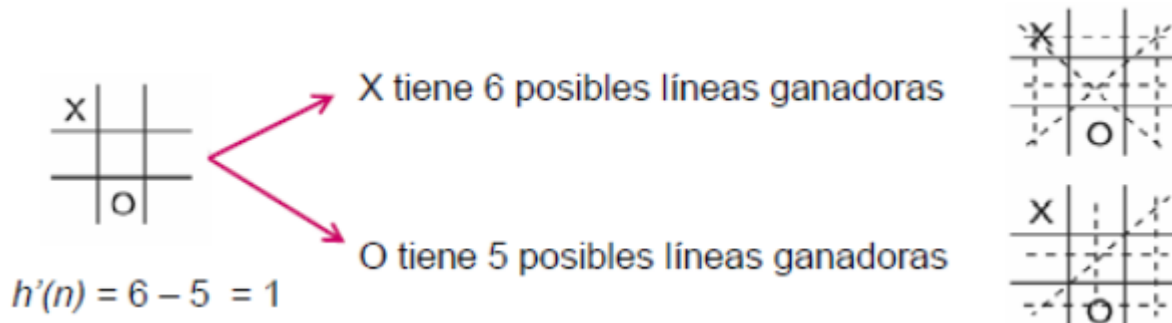 X
O
h'(n) = 6 – 5 = 1
X tiene 6 posibles líneas ganadoras
O tiene 5 posibles líneas ganadoras
X
O
X
O